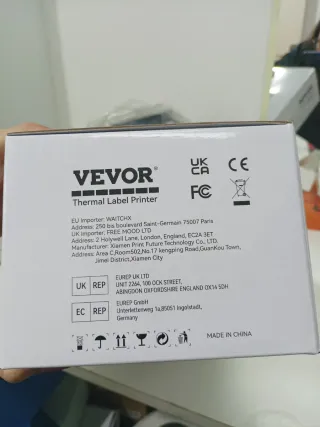 VEVOR®
Thermal Label Printer
EU Importer: WAITCHX
Address: 250 bis boulevard Saint-Germain 75007 Paris
UK Importer: FREE MOOD LTD
Address: 2 Holywell Lane, London, England, EC2A 3ET
Manufacturer: Xiamen Print Future Technology Co., LTD
Address: Area C,Room502,No.17 kengping Road,GuanKou Town,
Jimei District,Xiamen City
UK CA CE
FC
UK REP
EUREP UK LTD
UNIT 2264, 100 OCK STREET,
ABINGDON OXFORDSHIRE ENGLAND OX14 5DH
EC REP
EUREP GmbH
Unterlettenweg 1a,85051 Ingolstadt,
Germany
MADE IN CHINA